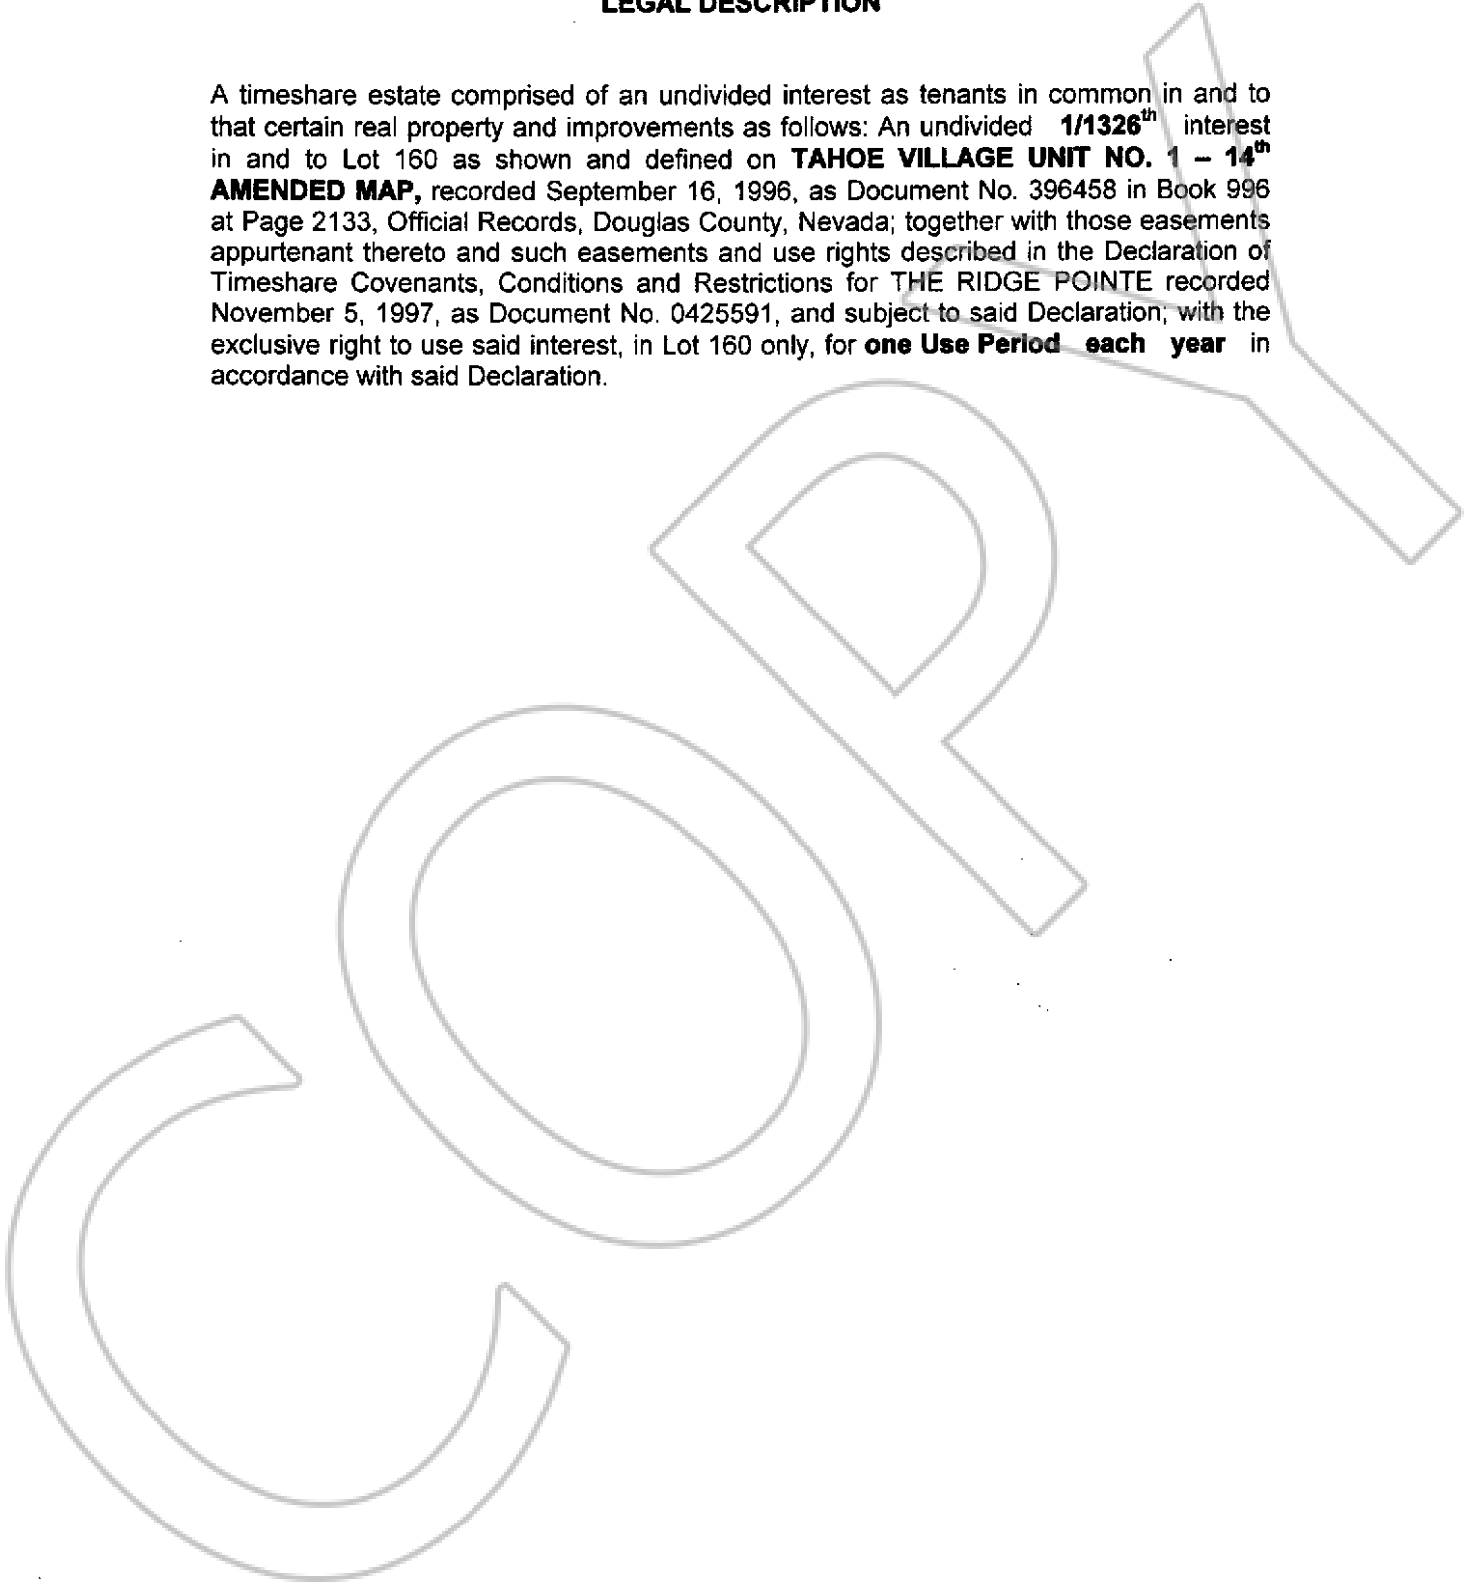 LEGAL DESCRIPTION
A timeshare estate comprised of an undivided interest as tenants in common in and to
that certain real property and improvements as follows: An undivided 1/1326th interest
in and to Lot 160 as shown and defined on TAHOE VILLAGE UNIT NO. 1 – 14th
AMENDED MAP, recorded September 16, 1996, as Document No. 396458 in Book 996
at Page 2133, Official Records, Douglas County, Nevada; together with those easements
appurtenant thereto and such easements and use rights described in the Declaration of
Timeshare Covenants, Conditions and Restrictions for THE RIDGE POINTE recorded
November 5, 1997, as Document No. 0425591, and subject to said Declaration; with the
exclusive right to use said interest, in Lot 160 only, for one Use Period each year in
accordance with said Declaration.
COPY